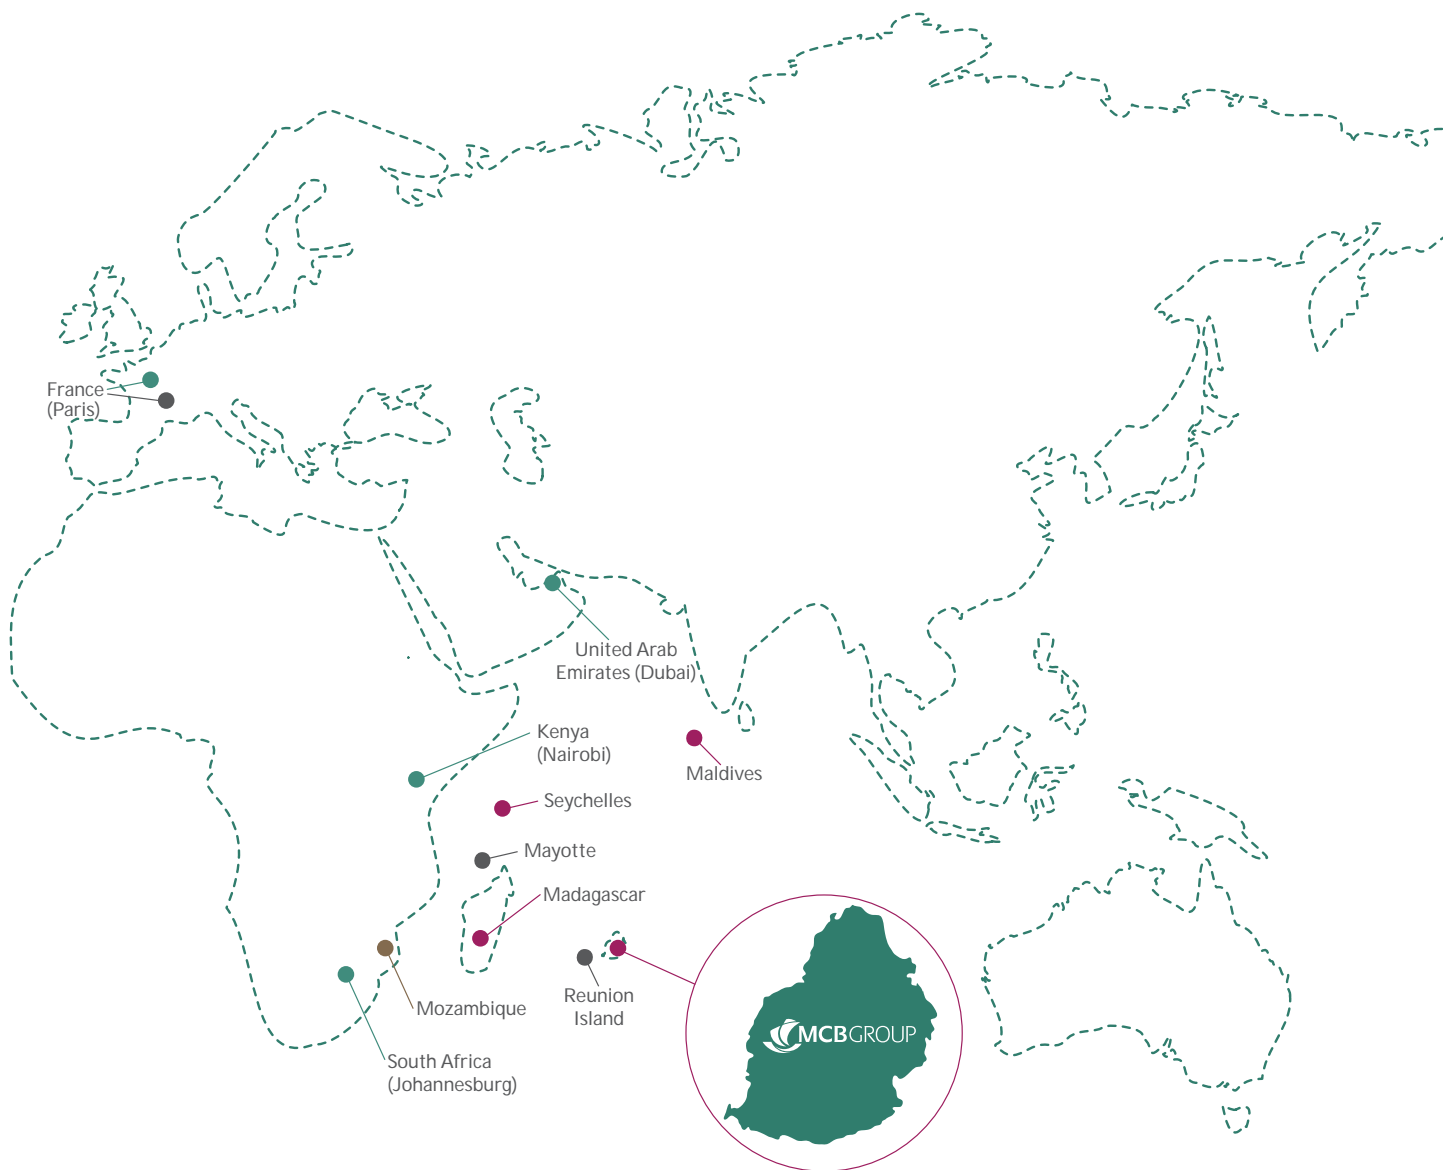 France
(Paris)
United Arab
Emirates (Dubai)
Kenya
(Nairobi)
Maldives
Seychelles
Mayotte
Madagascar
Mozambique
Reunion
Island
South Africa
(Johannesburg)
MCBGROUP